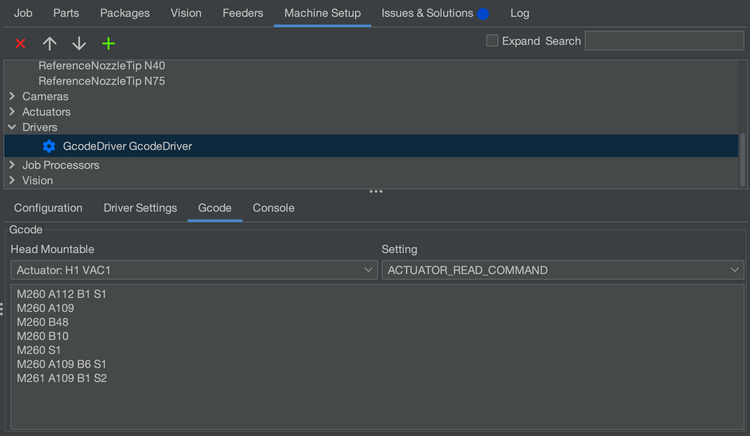 Job Parts Packages Vision Feeders Machine Setup Issues & Solutions Log
Expand Search
ReferenceNozzleTip N40
ReferenceNozzleTip N75
Cameras
Actuators
Drivers
GcodeDriver GcodeDriver
Job Processors
Vision
Configuration Driver Settings Gcode Console
Gcode
Head Mountable Setting
Actuator: H1 VAC1 ACTUATOR_READ_COMMAND
M260 A112 B1 S1
M260 A109
M260 B48
M260 B10
M260 S1
M260 A109 B6 S1
M261 A109 B1 S2